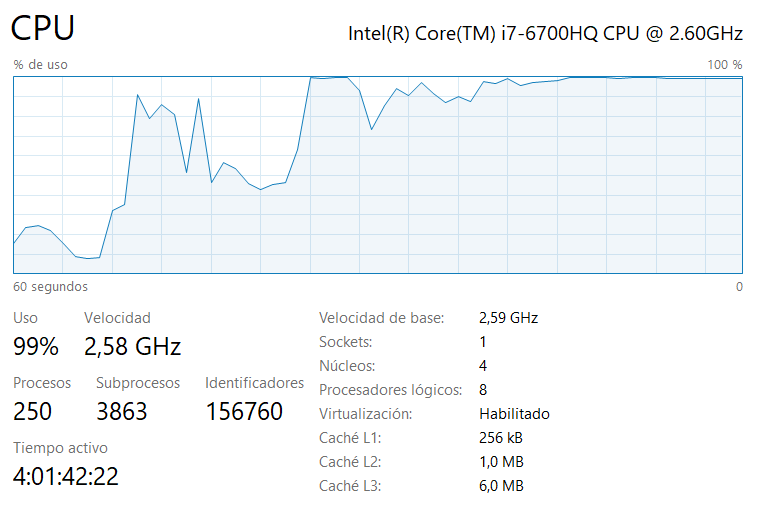 CPU
Intel(R) Core(TM) i7-6700HQ CPU @ 2.60GHz
% de uso
100 %
60 segundos
0
Uso
Velocidad
99%
2,58 GHz
Procesos
Subprocesos
Identificadores
250
3863
156760
Tiempo activo
4:01:42:22
Velocidad de base:
2,59 GHz
Sockets:
1
Núcleos:
4
Procesadores lógicos:
8
Virtualización:
Habilitado
Caché L1:
256 kB
Caché L2:
1,0 MB
Caché L3:
6,0 MB